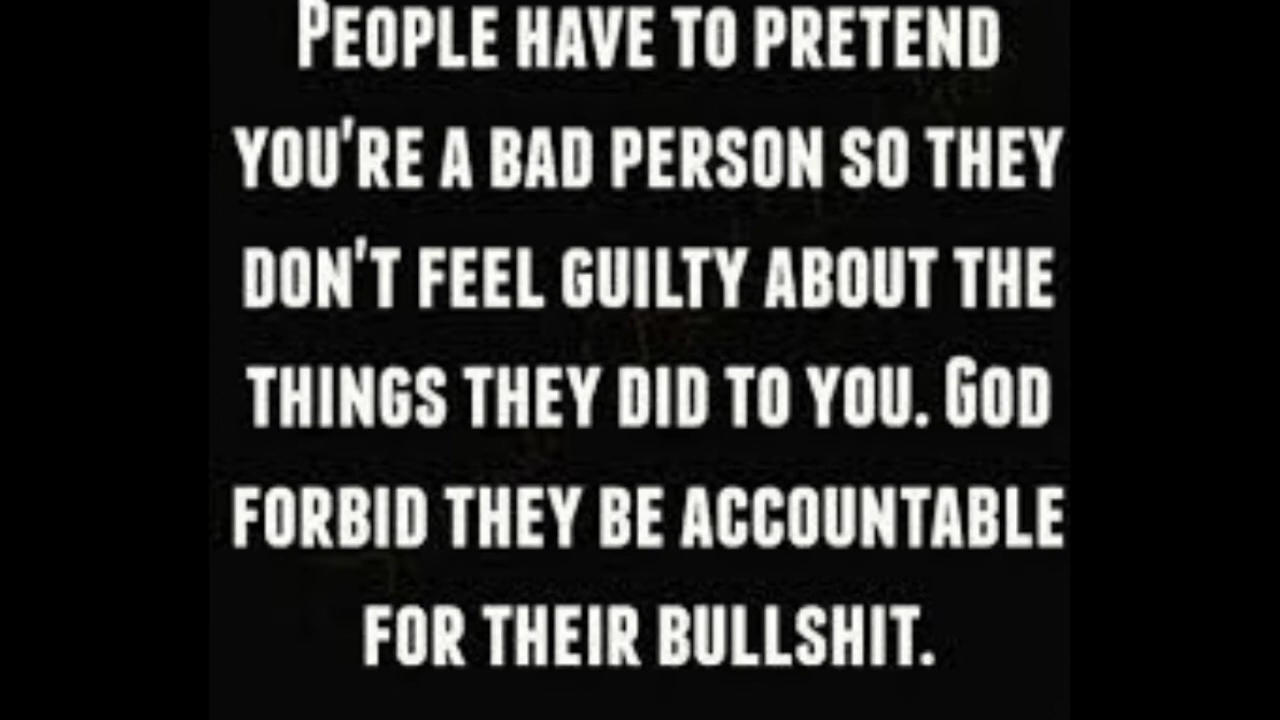 People have to pretend
you're a bad person so they
don't feel guilty about the
things they did to you. God
forbid they be accountable
for their bullshit.